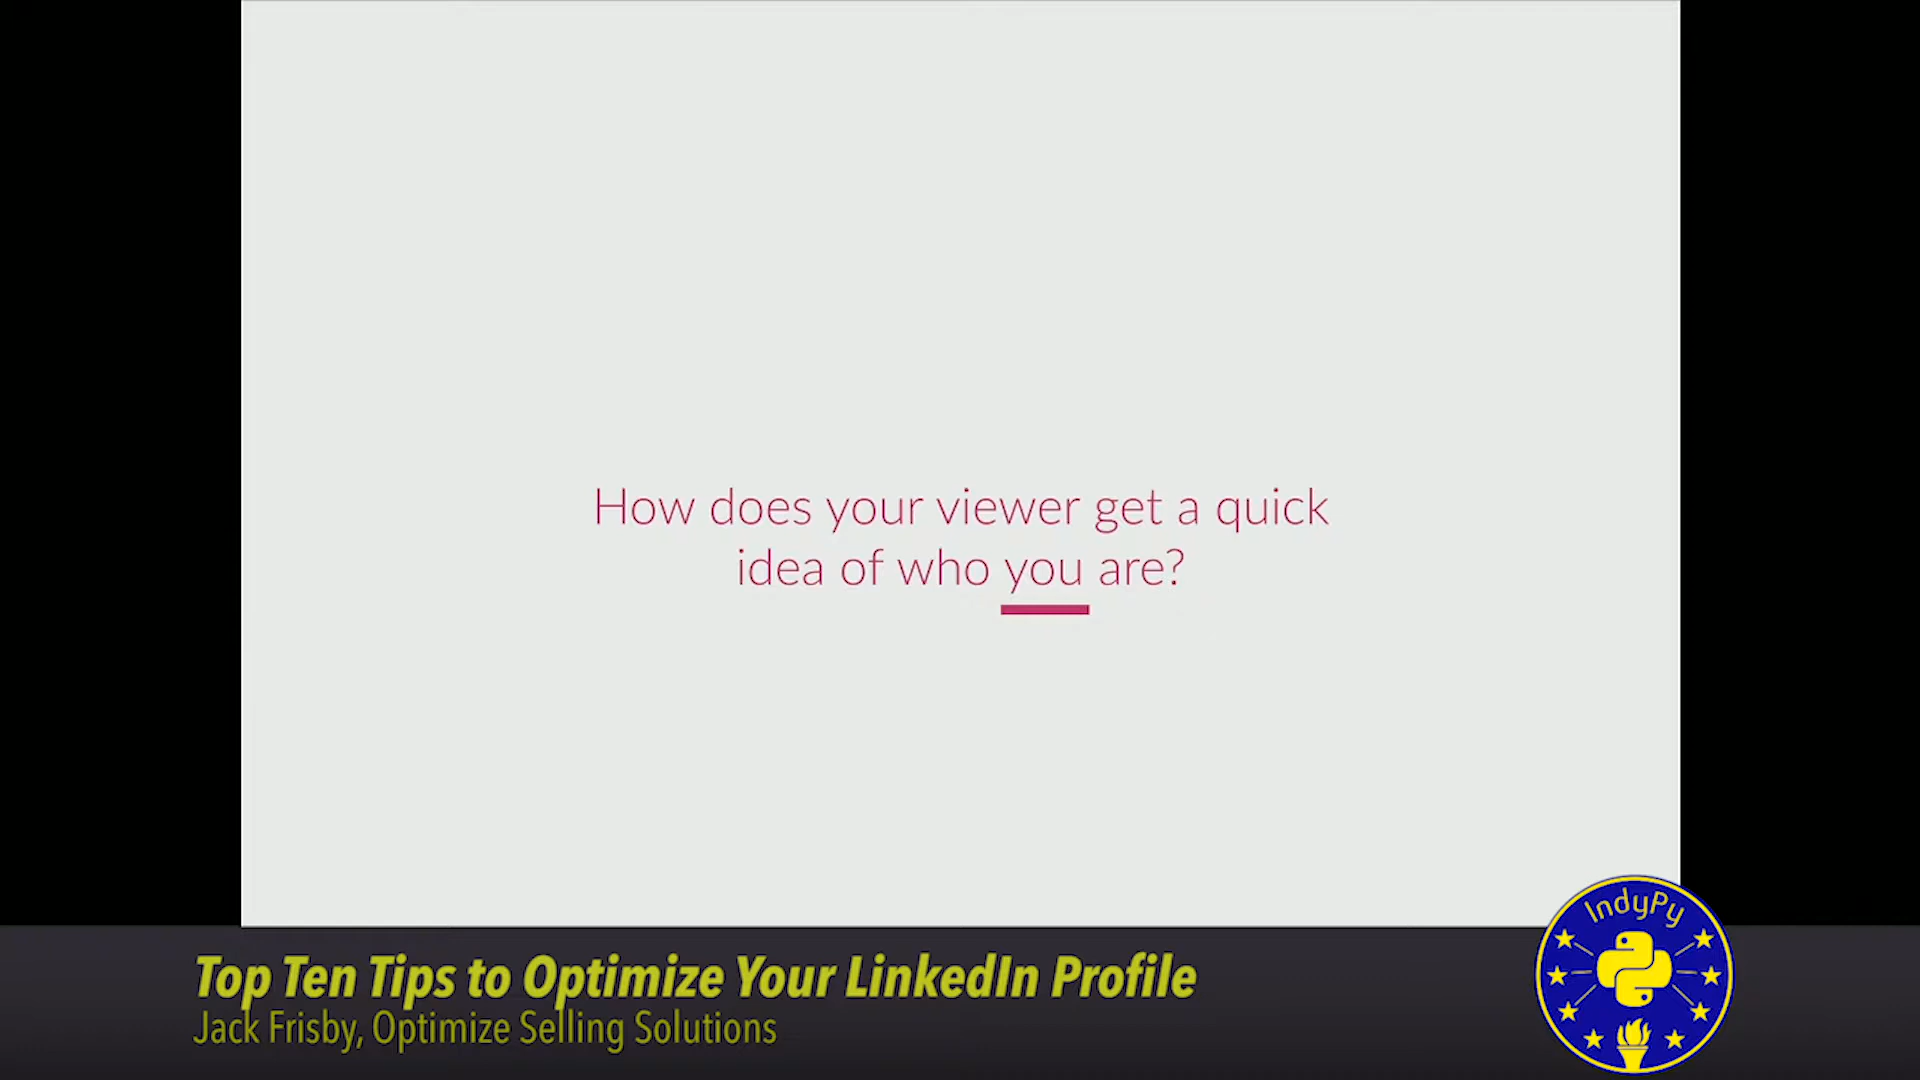 How does your viewer get a quick
idea of who you are?
Top Ten Tips to Optimize Your LinkedIn Profile
Jack Frisby, Optimize Selling Solutions
IndyPy